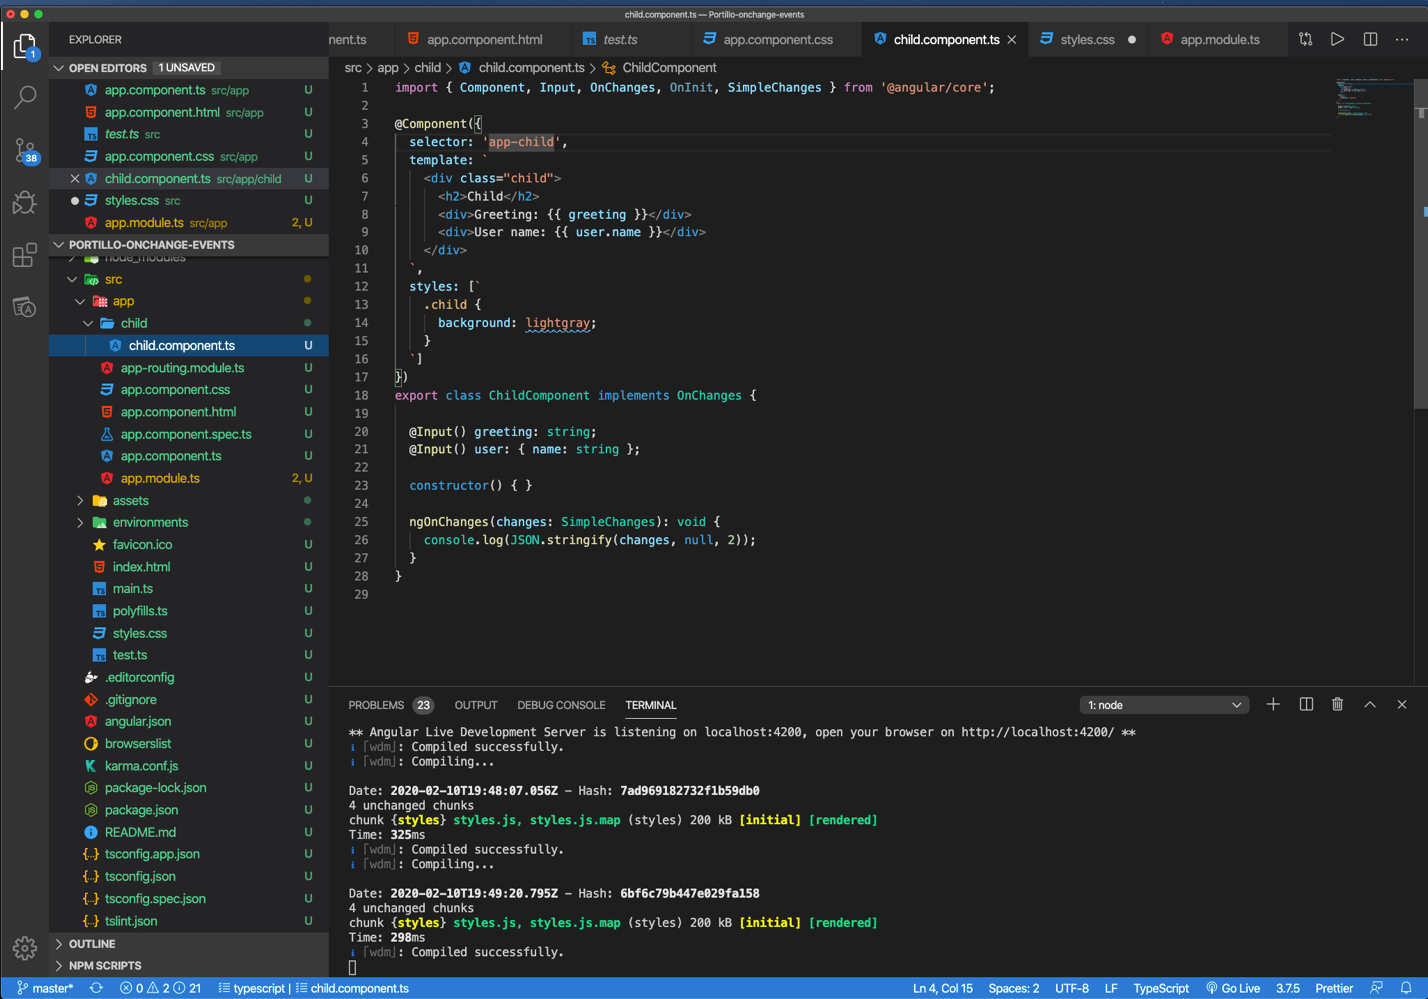 child.component.ts — Portillo-onchange-events
EXPLORER
nent.ts
app.component.html
test.ts
app.component.css
child.component.ts
styles.css
app.module.ts
1
38
OPEN EDITORS 1 UNSAVED
app.component.ts src/app U
app.component.html src/app U
test.ts src U
app.component.css src/app U
child.component.ts src/app/child U
styles.css src U
app.module.ts src/app 2, U
PORTILLO-ONCHANGE-EVENTS
node_modules
src
app
child
child.component.ts U
app-routing.module.ts U
app.component.css U
app.component.html U
app.component.spec.ts U
app.component.ts U
app.module.ts 2, U
assets
environments
favicon.ico U
index.html U
main.ts U
polyfills.ts U
styles.css U
test.ts U
.editorconfig U
.gitignore U
angular.json U
browserslist U
karma.conf.js U
package-lock.json U
package.json U
README.md U
tsconfig.app.json U
tsconfig.json U
tsconfig.spec.json U
tslint.json U
OUTLINE
NPM SCRIPTS
src > app > child > child.component.ts > ChildComponent
1 import { Component, Input, OnChanges, OnInit, SimpleChanges } from '@angular/core';
2
3 @Component({
4 selector: 'app-child',
5 template: `
6 <div class="child">
7 <h2>Child</h2>
8 <div>Greeting: {{ greeting }}</div>
9 <div>User name: {{ user.name }}</div>
10 </div>
11 `,
12 styles: [`
13 .child {
14 background: lightgray;
15 }
16 `]
17 })
18 export class ChildComponent implements OnChanges {
19
20 @Input() greeting: string;
21 @Input() user: { name: string };
22
23 constructor() { }
24
25 ngOnChanges(changes: SimpleChanges): void {
26 console.log(JSON.stringify(changes, null, 2));
27 }
28 }
29
PROBLEMS 23 OUTPUT DEBUG CONSOLE TERMINAL 1: node
** Angular Live Development Server is listening on localhost:4200, open your browser on http://localhost:4200/ **
i ｢wdm｣: Compiled successfully.
i ｢wdm｣: Compiling...
Date: 2020-02-10T19:48:07.056Z - Hash: 7ad969182732f1b59db0
4 unchanged chunks
chunk {styles} styles.js, styles.js.map (styles) 200 kB [initial] [rendered]
Time: 325ms
i ｢wdm｣: Compiled successfully.
i ｢wdm｣: Compiling...
Date: 2020-02-10T19:49:20.795Z - Hash: 6bf6c79b447e029fa158
4 unchanged chunks
chunk {styles} styles.js, styles.js.map (styles) 200 kB [initial] [rendered]
Time: 298ms
i ｢wdm｣: Compiled successfully.
master* 0 2 21 typescript | child.component.ts Ln 4, Col 15 Spaces: 2 UTF-8 LF TypeScript Go Live 3.7.5 Prettier